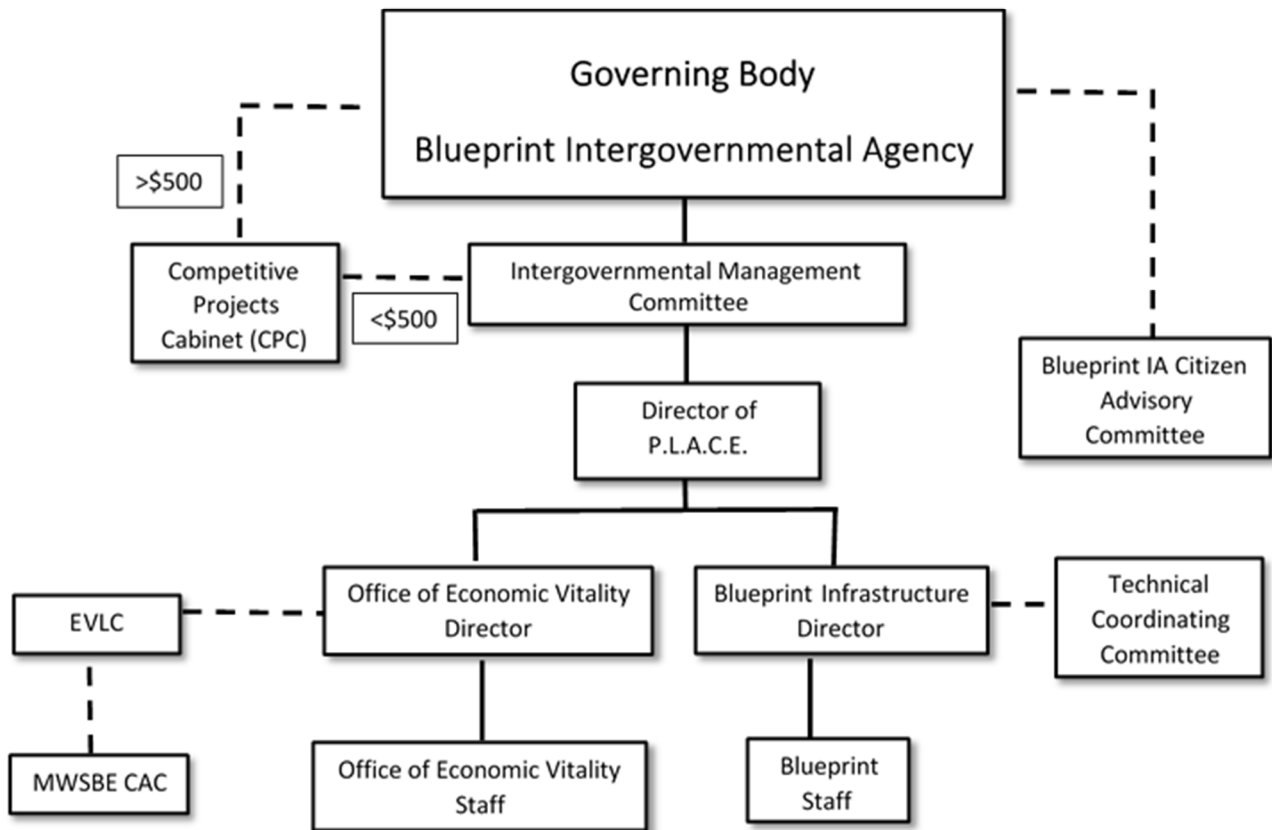 Governing Body
Blueprint Intergovernmental Agency
>$500
Competitive
Projects
Cabinet (CPC)
<$500
Intergovernmental Management
Committee
Blueprint IA Citizen
Advisory
Committee
Director of
P.L.A.C.E.
EVLC
Office of Economic Vitality
Director
Blueprint Infrastructure
Director
Technical
Coordinating
Committee
MWSBE CAC
Office of Economic Vitality
Staff
Blueprint
Staff